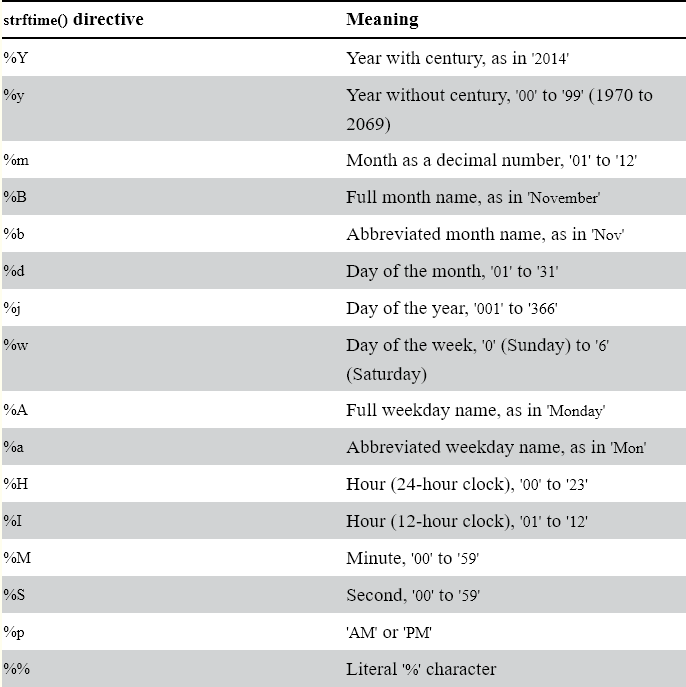 strftime() directive Meaning
%Y Year with century, as in '2014'
%y Year without century, '00' to '99' (1970 to
2069)
%m Month as a decimal number, '01' to '12'
%B Full month name, as in 'November'
%b Abbreviated month name, as in 'Nov'
%d Day of the month, '01' to '31'
%j Day of the year, '001' to '366'
%w Day of the week, '0' (Sunday) to '6'
(Saturday)
%A Full weekday name, as in 'Monday'
%a Abbreviated weekday name, as in 'Mon'
%H Hour (24-hour clock), '00' to '23'
%I Hour (12-hour clock), '01' to '12'
%M Minute, '00' to '59'
%S Second, '00' to '59'
%p 'AM' or 'PM'
%% Literal '%' character